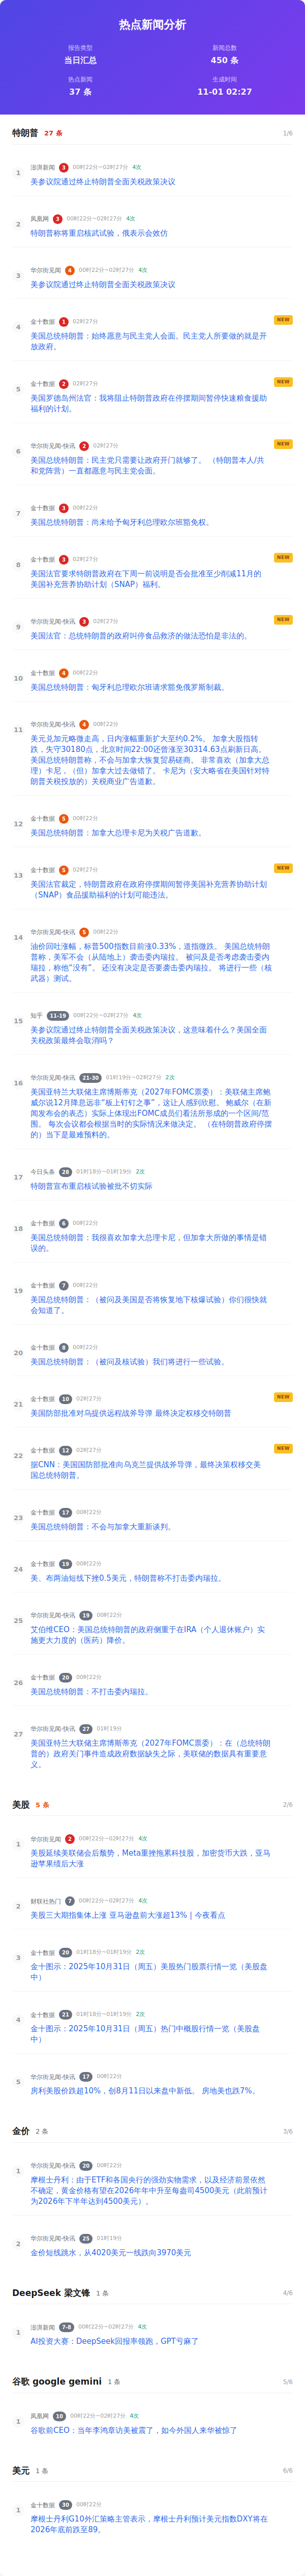 热点新闻分析
报告类型
新闻总数
当日汇总
450 条
热点新闻
生成时间
37 条
11-01 02:27
特朗普 27 条 1/6
1
澎湃新闻 3 00时22分~02时27分 4次
美参议院通过终止特朗普全面关税政策决议
2
凤凰网 3 00时22分~02时27分 4次
特朗普称将重启核武试验，俄表示会效仿
3
华尔街见闻 4 00时22分~02时27分 4次
美参议院通过终止特朗普全面关税政策决议
4
金十数据 1 02时27分 NEW
美国总统特朗普：始终愿意与民主党人会面。民主党人所要做的就是开
放政府。
5
金十数据 2 02时27分 NEW
美国罗德岛州法官：我将阻止特朗普政府在停摆期间暂停快速粮食援助
福利的计划。
6
华尔街见闻-快讯 2 02时27分 NEW
美国总统特朗普：民主党只需要让政府开门就够了。 （特朗普本人/共
和党阵营）一直都愿意与民主党会面。
7
金十数据 3 00时22分
美国总统特朗普：尚未给予匈牙利总理欧尔班豁免权。
8
金十数据 3 02时27分 NEW
美国法官要求特朗普政府在下周一前说明是否会批准至少削减11月的
美国补充营养协助计划（SNAP）福利。
9
华尔街见闻-快讯 3 02时27分 NEW
美国法官：总统特朗普的政府叫停食品救济的做法恐怕是非法的。
10
金十数据 4 00时22分
美国总统特朗普：匈牙利总理欧尔班请求豁免俄罗斯制裁。
11
华尔街见闻-快讯 4 00时22分
美元兑加元略微走高，日内涨幅重新扩大至约0.2%。 加拿大股指转
跌，失守30180点，北京时间22:00还曾涨至30314.63点刷新日高。
美国总统特朗普称，不会与加拿大恢复贸易磋商。 非常喜欢（加拿大总
理）卡尼，（但）加拿大过去做错了。 卡尼为（安大略省在美国针对特
朗普关税投放的）关税商业广告道歉。
12
金十数据 5 00时22分
美国总统特朗普：加拿大总理卡尼为关税广告道歉。
13
金十数据 5 02时27分 NEW
美国法官裁定，特朗普政府在政府停摆期间暂停美国补充营养协助计划
（SNAP）食品援助福利的计划可能违法。
14
华尔街见闻-快讯 5 00时22分
油价回吐涨幅，标普500指数目前涨0.33%，道指微跌。 美国总统特朗
普称，美军不会（从陆地上）袭击委内瑞拉。 被问及是否考虑袭击委内
瑞拉，称他“没有”。 还没有决定是否要袭击委内瑞拉。 将进行一些（核
武器）测试。
15
知乎 11-19 00时22分~02时27分 4次
美参议院通过终止特朗普全面关税政策决议，这意味着什么？美国全面
关税政策最终会取消吗？
16
华尔街见闻-快讯 21-30 01时19分~02时27分 2次
美国亚特兰大联储主席博斯蒂克（2027年FOMC票委）：美联储主席鲍
威尔说12月降息远非“板上钉钉之事”，这让人感到欣慰。 鲍威尔（在新
闻发布会的表态）实际上体现出FOMC成员们看法所形成的一个区间/范
围。 每次会议都会根据当时的实际情况来做决定。 （在特朗普政府停摆
的）当下是最难预料的。
17
今日头条 28 01时18分~01时19分 2次
特朗普宣布重启核试验被批不切实际
18
金十数据 6 00时22分
美国总统特朗普：我很喜欢加拿大总理卡尼，但加拿大所做的事情是错
误的。
19
金十数据 7 00时22分
美国总统特朗普：（被问及美国是否将恢复地下核爆试验）你们很快就
会知道了。
20
金十数据 8 00时22分
美国总统特朗普：（被问及核试验）我们将进行一些试验。
21
金十数据 10 02时27分 NEW
美国防部批准对乌提供远程战斧导弹 最终决定权移交特朗普
22
金十数据 12 02时27分 NEW
据CNN：美国国防部批准向乌克兰提供战斧导弹，最终决策权移交美
国总统特朗普。
23
金十数据 17 00时22分
美国总统特朗普：不会与加拿大重新谈判。
24
金十数据 19 00时22分
美、布两油短线下挫0.5美元，特朗普称不打击委内瑞拉。
25
华尔街见闻-快讯 19 00时22分
艾伯维CEO：美国总统特朗普的政府侧重于在IRA（个人退休账户）实
施更大力度的（医药）降价。
26
金十数据 20 00时22分
美国总统特朗普：不打击委内瑞拉。
27
华尔街见闻-快讯 27 01时19分
美国亚特兰大联储主席博斯蒂克（2027年FOMC票委）：在（总统特朗
普的）政府关门事件造成政府数据缺失之际，美联储的数据具有重要意
义。
美股 5 条 2/6
1
华尔街见闻 2 00时22分~02时27分 4次
美股延续美联储会后颓势，Meta重挫拖累科技股，加密货币大跌，亚马
逊苹果绩后大涨
2
财联社热门 7 00时22分~02时27分 4次
美股三大期指集体上涨 亚马逊盘前大涨超13% | 今夜看点
3
金十数据 20 01时18分~01时19分 2次
金十图示：2025年10月31日（周五）美股热门股票行情一览（美股盘
中）
4
金十数据 21 01时18分~01时19分 2次
金十图示：2025年10月31日（周五）热门中概股行情一览（美股盘
中）
5
华尔街见闻-快讯 17 00时22分
房利美股价跌超10%，创8月11日以来盘中新低。 房地美也跌7%。
金价 2 条 3/6
1
华尔街见闻-快讯 20 00时22分
摩根士丹利：由于ETF和各国央行的强劲实物需求，以及经济前景依然
不确定，黄金价格有望在2026年年中升至每盎司4500美元（此前预计
为2026年下半年达到4500美元）。
2
华尔街见闻-快讯 25 01时19分
金价短线跳水，从4020美元一线跌向3970美元
DeepSeek 梁文锋 1 条 4/6
1
澎湃新闻 7-8 00时22分~02时27分 4次
AI投资大赛：DeepSeek回报率领跑，GPT亏麻了
谷歌 google gemini 1 条 5/6
1
凤凰网 10 00时22分~02时27分 4次
谷歌前CEO：当年李鸿章访美被震了，如今外国人来华被惊了
美元 1 条 6/6
1
金十数据 30 00时22分
摩根士丹利G10外汇策略主管表示，摩根士丹利预计美元指数DXY将在
2026年底前跌至89。